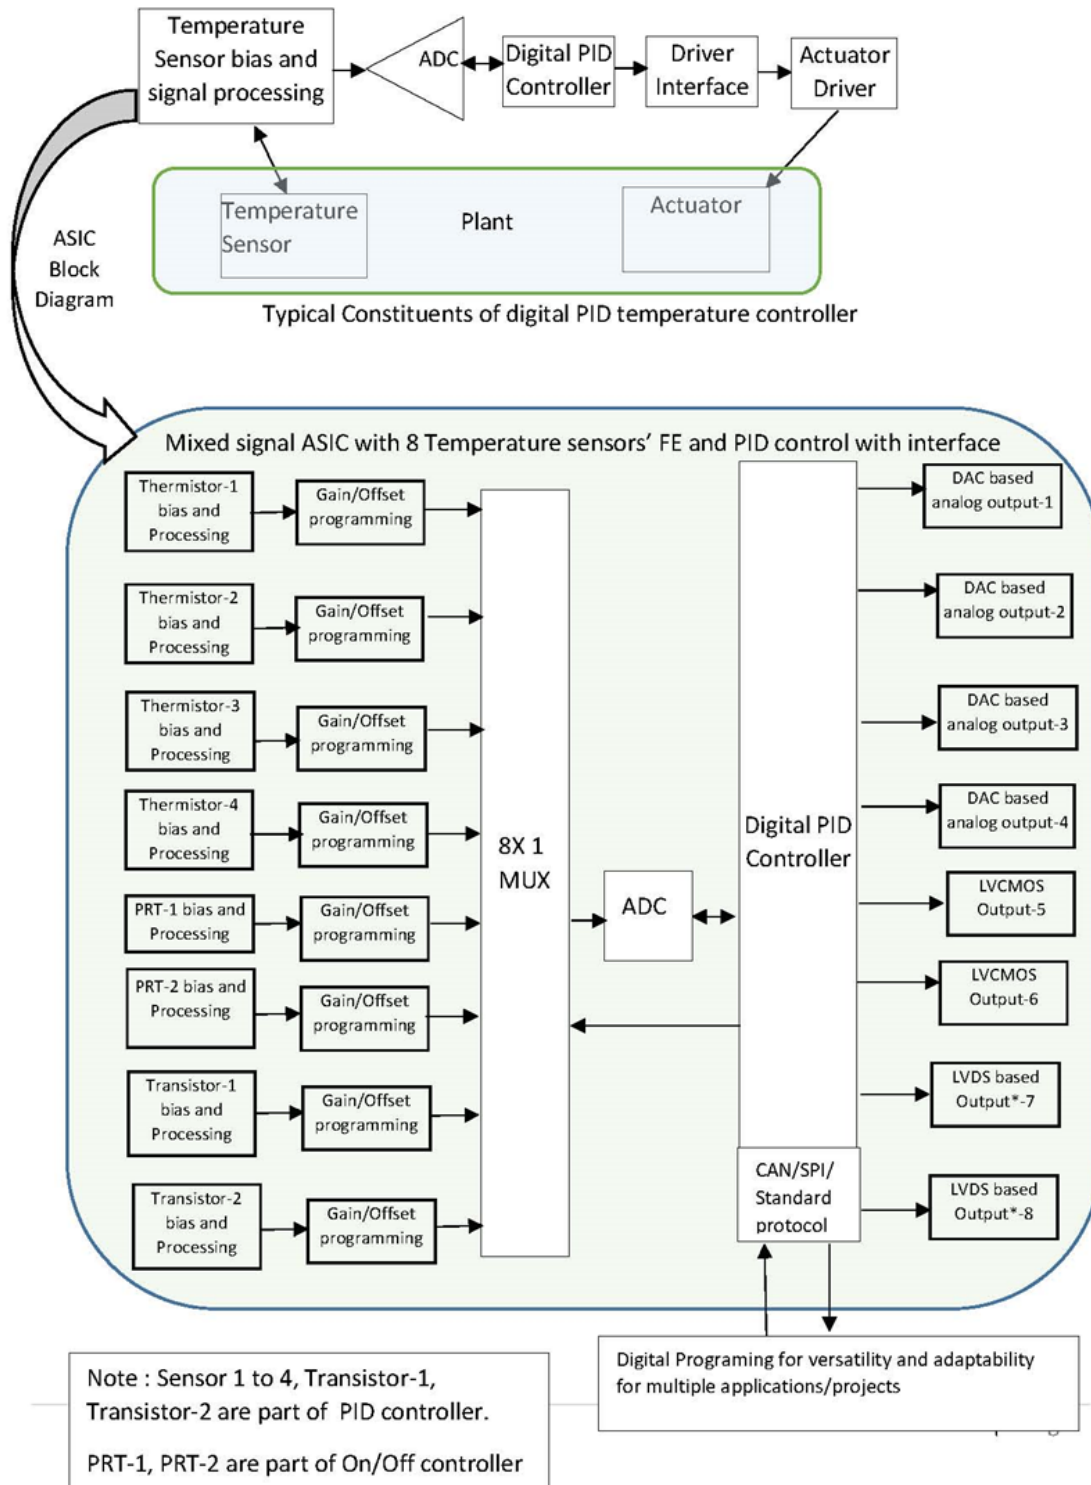 Temperature
Sensor bias and
signal processing
ADC
Digital PID
Controller
Driver
Interface
Actuator
Driver
Temperature
Sensor
Plant
Actuator
ASIC
Block
Diagram
Typical Constituents of digital PID temperature controller
Mixed signal ASIC with 8 Temperature sensors' FE and PID control with interface
Thermistor-1
bias and
Processing
Gain/Offset
programming
Thermistor-2
bias and
Processing
Gain/Offset
programming
Thermistor-3
bias and
Processing
Gain/Offset
programming
Thermistor-4
bias and
Processing
Gain/Offset
programming
PRT-1 bias and
Processing
Gain/Offset
programming
PRT-2 bias and
Processing
Gain/Offset
programming
Transistor-1
bias and
Processing
Gain/Offset
programming
Transistor-2
bias and
Processing
Gain/Offset
programming
8X 1
MUX
ADC
Digital PID
Controller
CAN/SPI/
Standard
protocol
DAC based
analog output-1
DAC based
analog output-2
DAC based
analog output-3
DAC based
analog output-4
LVCMOS
Output-5
LVCMOS
Output-6
LVDS based
Output*-7
LVDS based
Output*-8
Digital Programing for versatility and adaptability
for multiple applications/projects
Note : Sensor 1 to 4, Transistor-1,
Transistor-2 are part of PID controller.
PRT-1, PRT-2 are part of On/Off controller